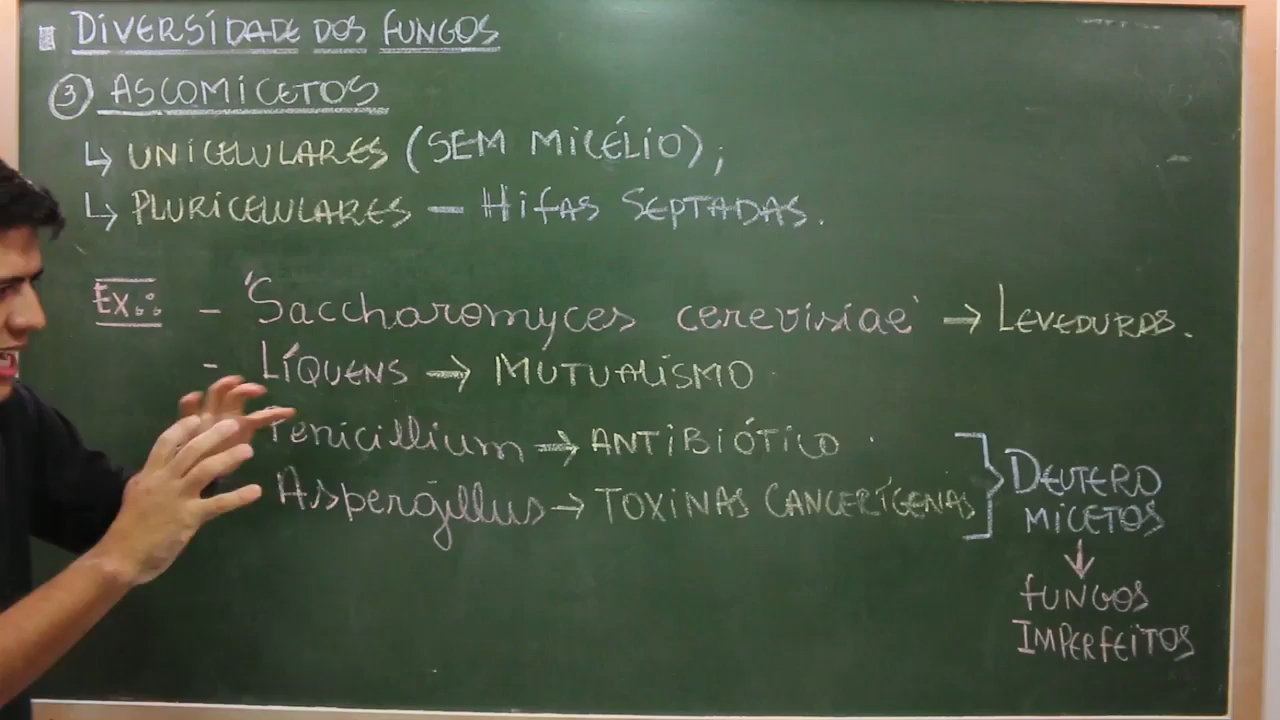 DIVERSIDADE DOS FUNGOS
3 ASCOMICETOS
↳ UNICELULARES (SEM MICÉLIO);
↳ PLURICELULARES — HIFAS SEPTADAS.
EX.: - 'Saccharomyces cerevisiae' → LEVEDURAS.
- LÍQUENS → MUTUALISMO
Penicillium → ANTIBIÓTICO
Aspergillus → TOXINAS CANCERÍGENAS
DEUTERO
MICETOS
↓
FUNGOS
IMPERFEITOS